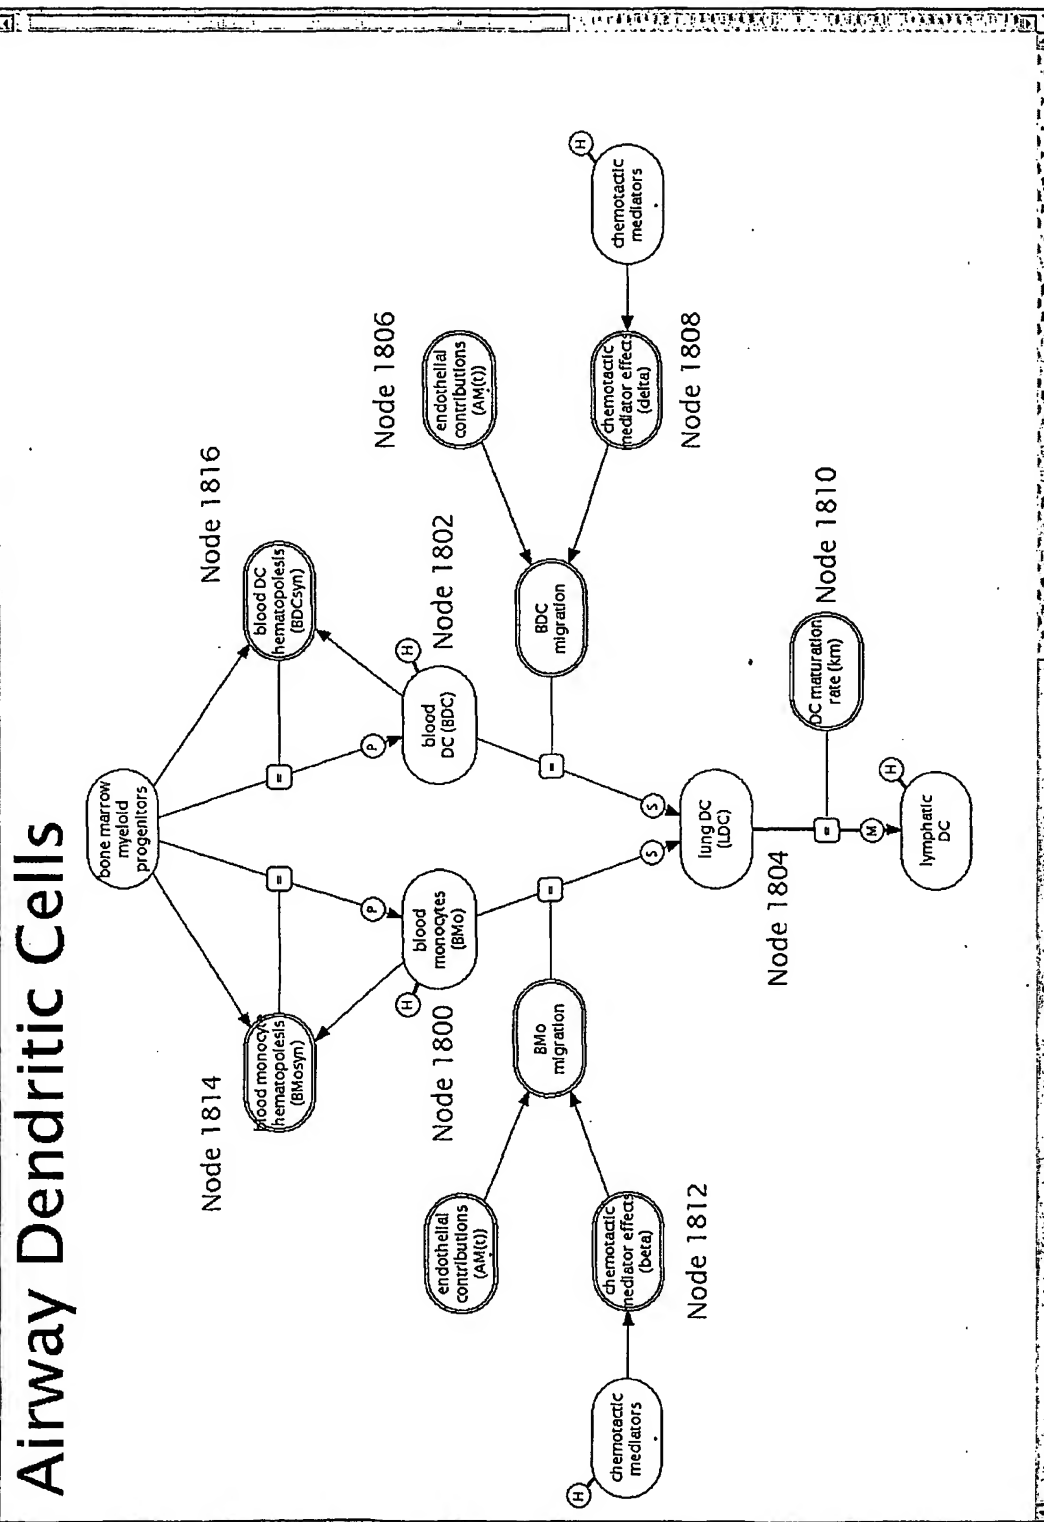 Airway Dendritic Cells
bone marrow
myeloid
progenitors
Node 1814
Node 1816
blood monocyte
hematopoiesis
(BMosyn)
=
=
blood DC
hematopoiesis
(BDCsyn)
P
P
H
blood
monocytes
(BMo)
Node 1800
blood
DC (BDC)
H
Node 1802
endothelial
contributions
(AM(t))
Node 1806
endothelial
contributions
(AM(t))
BMo
migration
=
=
BDC
migration
H
chemotactic
mediators
chemotactic
mediator effects
(beta)
Node 1812
chemotactic
mediator effects
(delta)
Node 1808
chemotactic
mediators
H
S
S
lung DC
(LDC)
Node 1804
=
DC maturation
rate (km)
Node 1810
M
lymphatic
DC
H